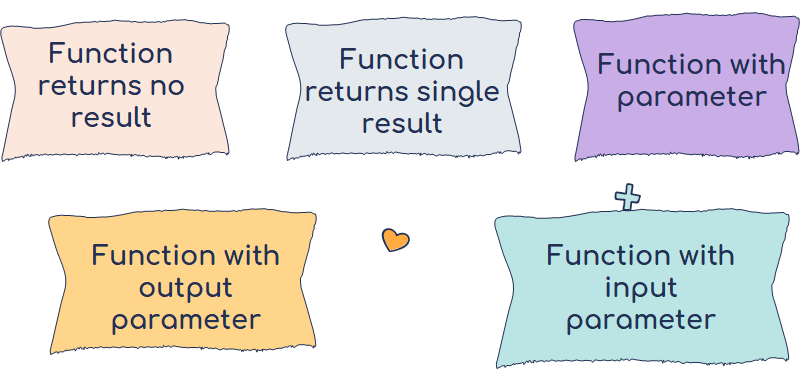 Function
returns no
result
Function
returns single
result
Function with
parameter
Function with
output
parameter
Function with
input
parameter